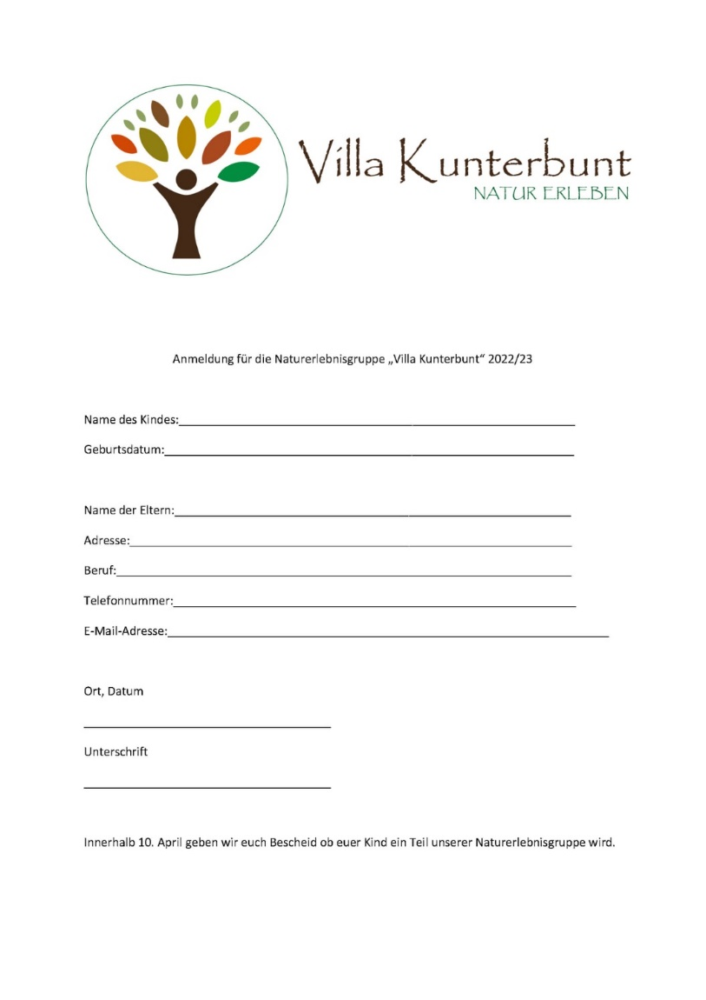 Villa Kunterbunt
NATUR ERLEBEN
Anmeldung für die Naturerlebnisgruppe „Villa Kunterbunt“ 2022/23
Name des Kindes:
Geburtsdatum:
Name der Eltern:
Adresse:
Beruf:
Telefonnummer:
E-Mail-Adresse:
Ort, Datum
Unterschrift
Innerhalb 10. April geben wir euch Bescheid ob euer Kind ein Teil unserer Naturerlebnisgruppe wird.